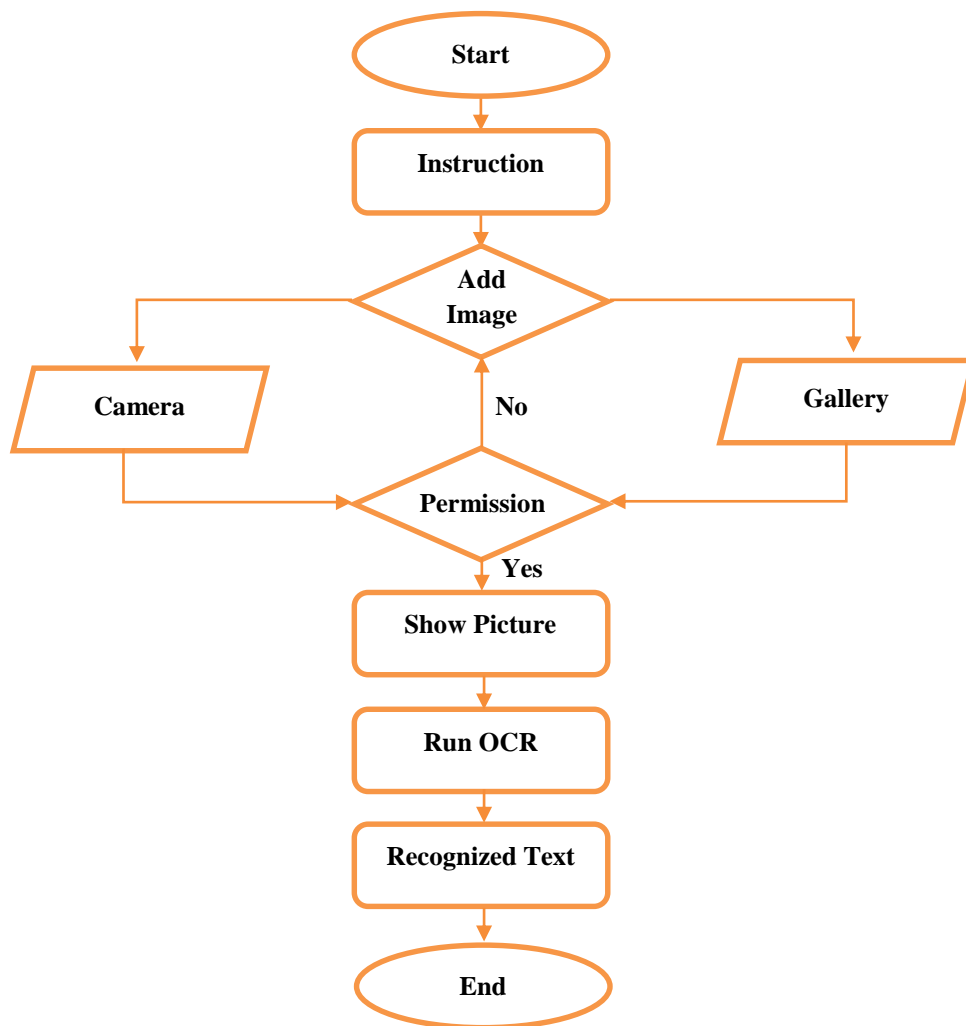 Start
Instruction
Add
Image
Camera
Gallery
No
Permission
Yes
Show Picture
Run OCR
Recognized Text
End